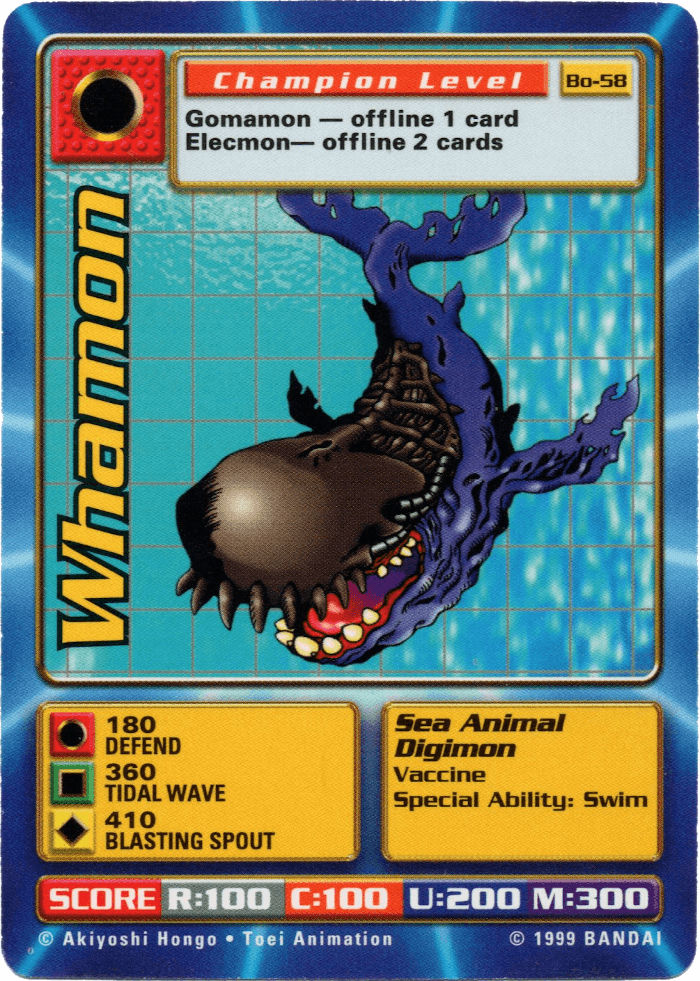 Champion Level
Bo-58
Gomamon — offline 1 card
Elecmon— offline 2 cards
Whamon
180
DEFEND
360
TIDAL WAVE
410
BLASTING SPOUT
Sea Animal
Digimon
Vaccine
Special Ability: Swim
SCORE R:100 C:100 U:200 M:300
© Akiyoshi Hongo • Toei Animation
© 1999 BANDAI